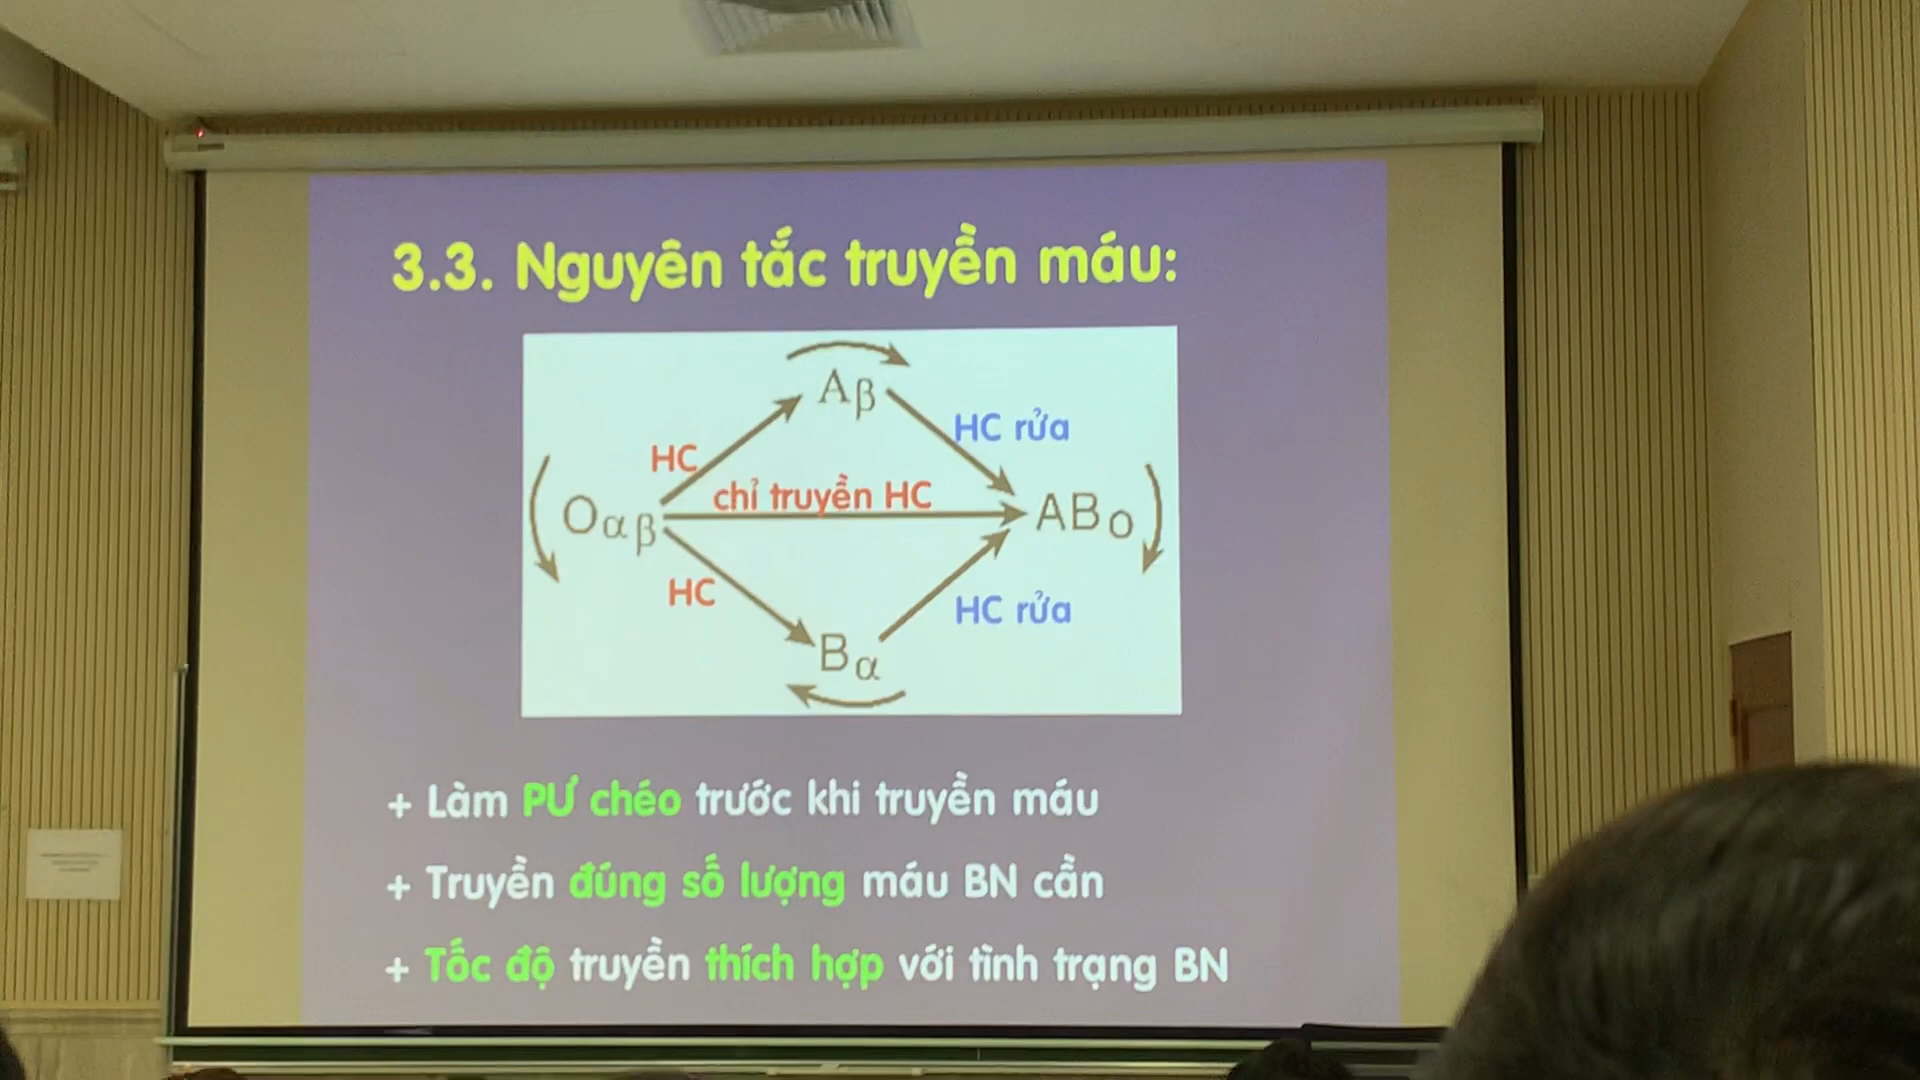 3.3. Nguyên tắc truyền máu:
Aβ
HC rửa
HC
chỉ truyền HC
Oαβ
ABo
HC
HC rửa
Bα
+ Làm PƯ chéo trước khi truyền máu
+ Truyền đúng số lượng máu BN cần
+ Tốc độ truyền thích hợp với tình trạng BN